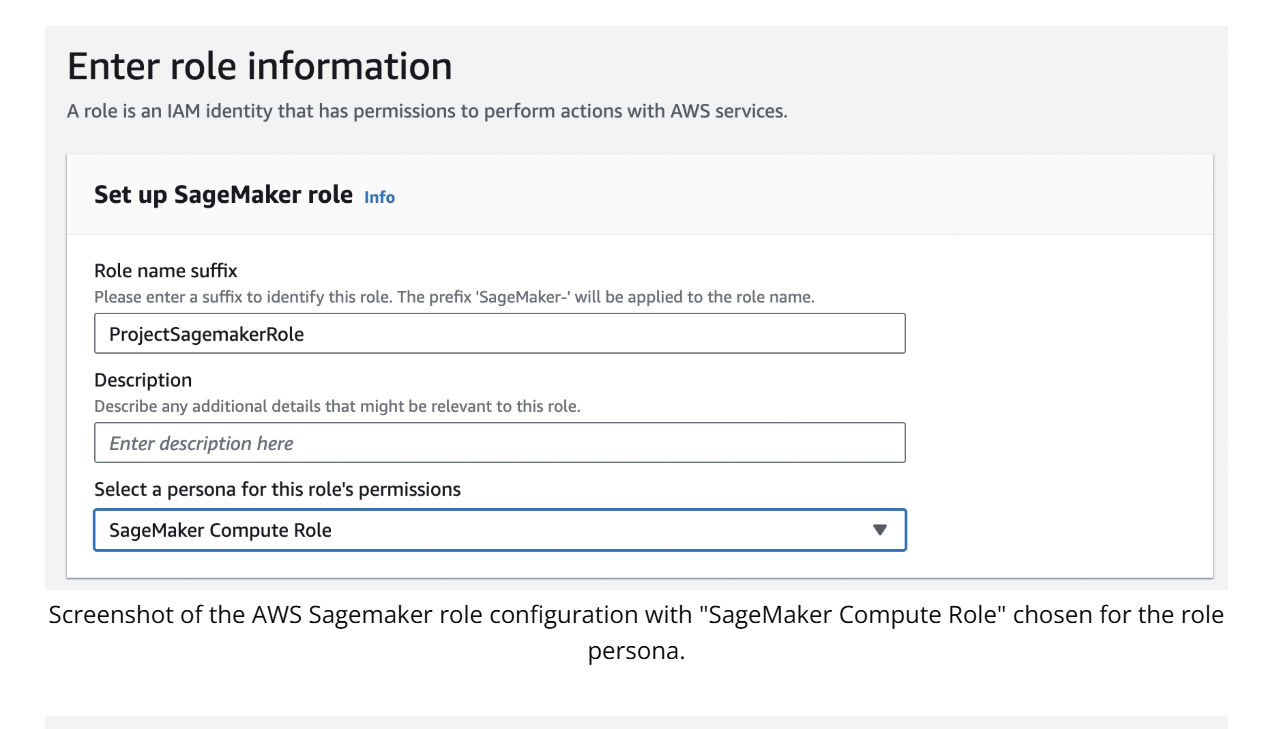 Enter role information
A role is an IAM identity that has permissions to perform actions with AWS services.
Set up SageMaker role Info
Role name suffix
Please enter a suffix to identify this role. The prefix 'SageMaker-' will be applied to the role name.
ProjectSagemakerRole
Description
Describe any additional details that might be relevant to this role.
Enter description here
Select a persona for this role's permissions
SageMaker Compute Role
Screenshot of the AWS Sagemaker role configuration with "SageMaker Compute Role" chosen for the role
persona.